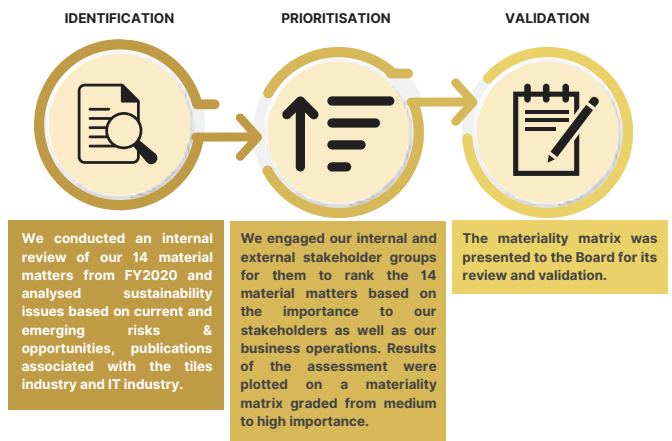 IDENTIFICATION
PRIORITISATION
VALIDATION
We conducted an internal
review of our 14 material
matters from FY2020 and
analysed sustainability
issues based on current and
emerging risks &
opportunities, publications
associated with the tiles
industry and IT industry.
We engaged our internal and
external stakeholder groups
for them to rank the 14
material matters based on
the importance to our
stakeholders as well as our
business operations. Results
of the assessment were
plotted on a materiality
matrix graded from medium
to high importance.
The materiality matrix was
presented to the Board for its
review and validation.